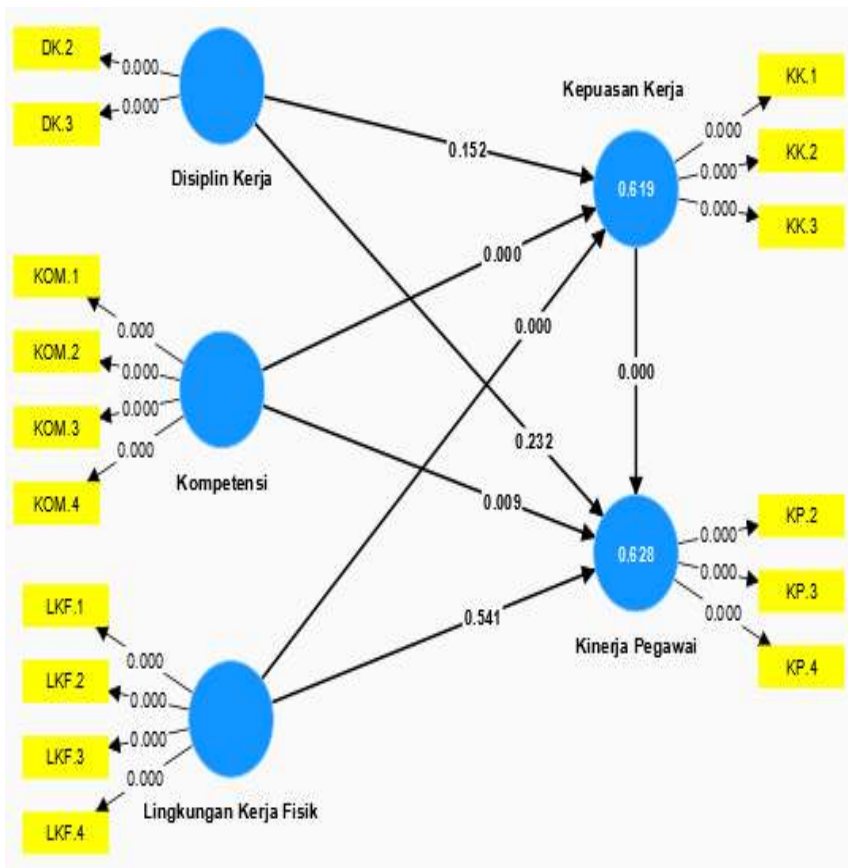 DK.2
0.000
DK.3
0.000
Disiplin Kerja
0.152
Kepuasan Kerja
0.619
KK.1
0.000
KK.2
0.000
KK.3
0.000
KOM.1
0.000
KOM.2
0.000
KOM.3
0.000
KOM.4
0.000
Kompetensi
0.000
0.000
0.000
0.232
0.009
0.541
0.628
Kinerja Pegawai
KP.2
0.000
KP.3
0.000
KP.4
0.000
LKF.1
0.000
LKF.2
0.000
LKF.3
0.000
LKF.4
0.000
Lingkungan Kerja Fisik